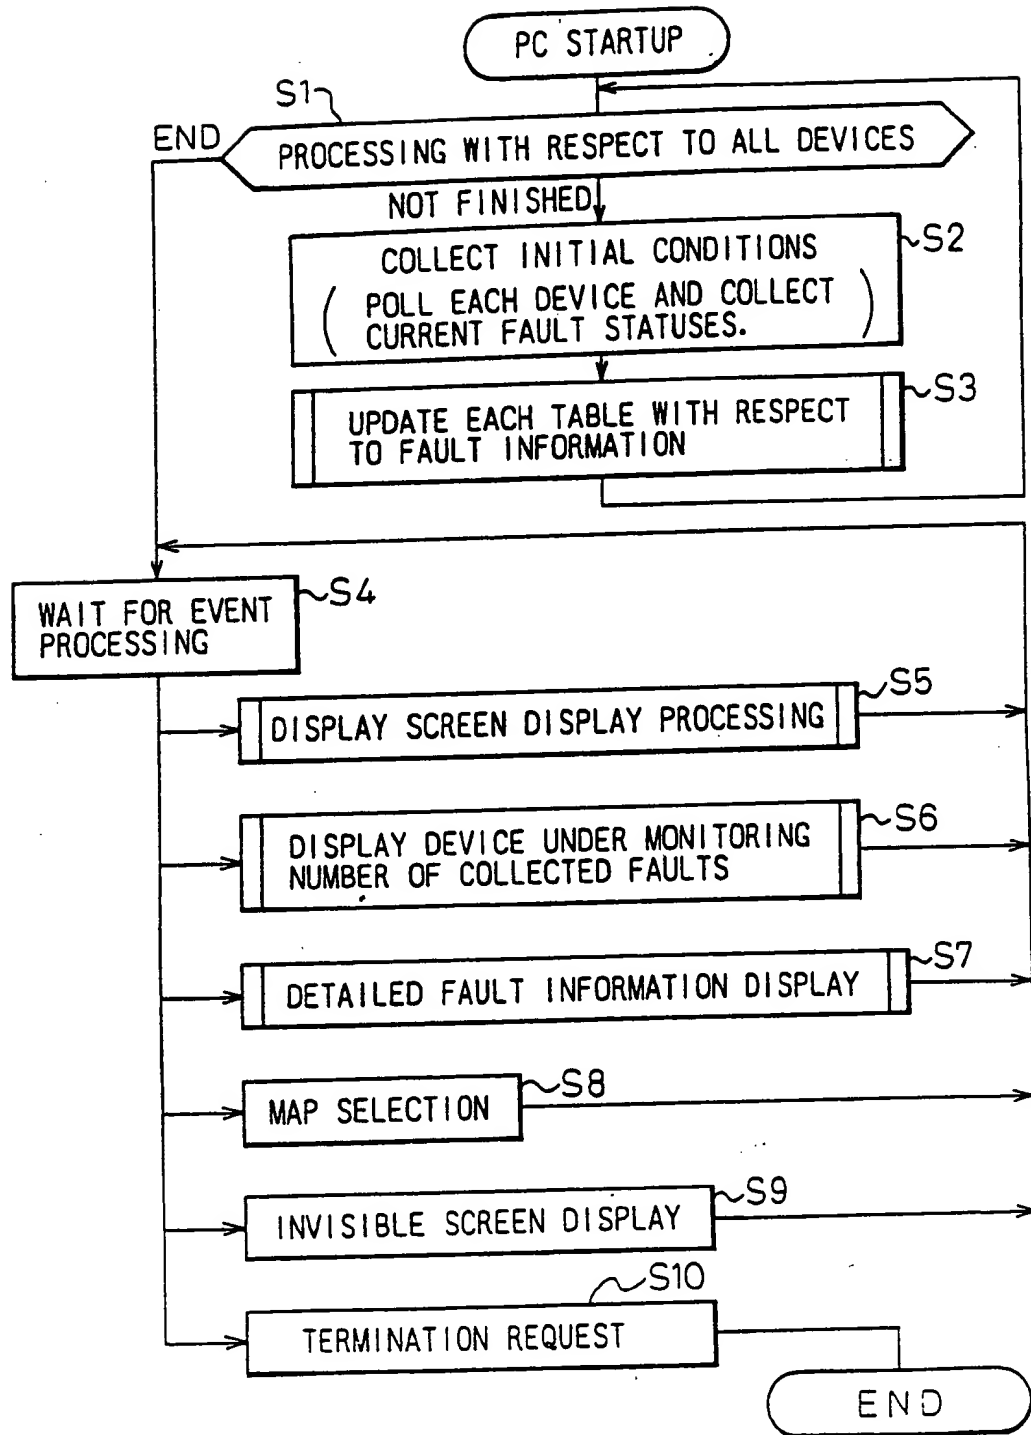 PC STARTUP
S1
END
PROCESSING WITH RESPECT TO ALL DEVICES
NOT FINISHED
S2
COLLECT INITIAL CONDITIONS
( POLL EACH DEVICE AND COLLECT
CURRENT FAULT STATUSES. )
S3
UPDATE EACH TABLE WITH RESPECT
TO FAULT INFORMATION
S4
WAIT FOR EVENT
PROCESSING
S5
DISPLAY SCREEN DISPLAY PROCESSING
S6
DISPLAY DEVICE UNDER MONITORING
NUMBER OF COLLECTED FAULTS
S7
DETAILED FAULT INFORMATION DISPLAY
S8
MAP SELECTION
S9
INVISIBLE SCREEN DISPLAY
S10
TERMINATION REQUEST
END